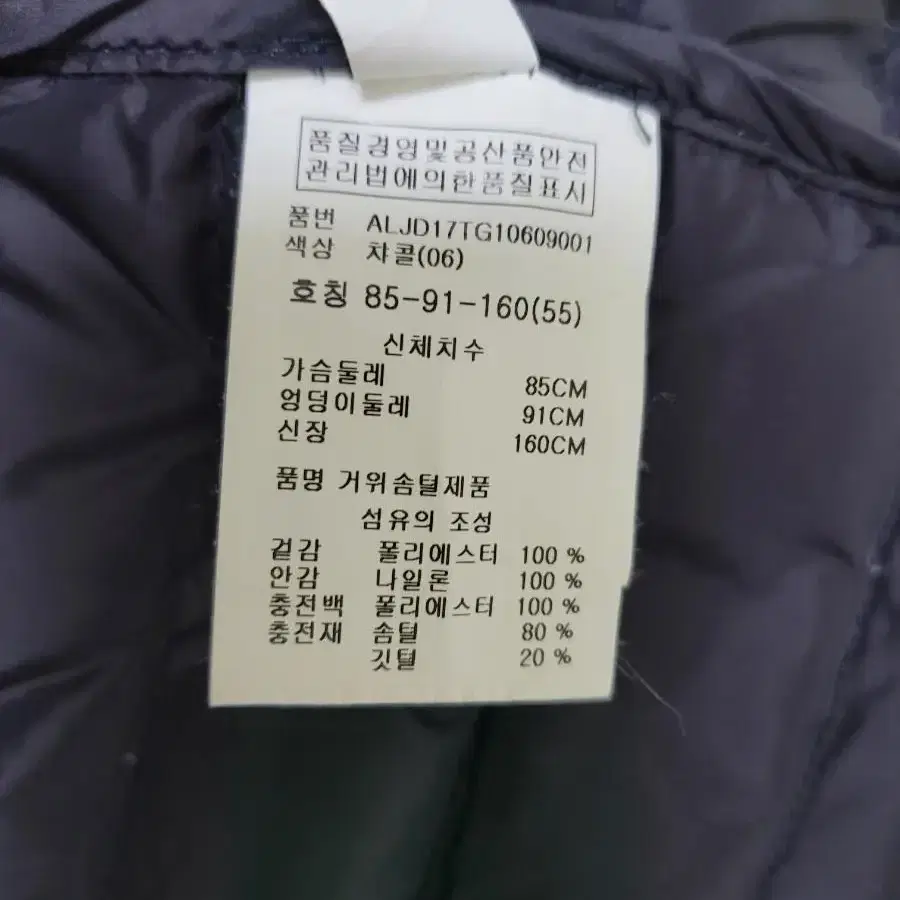 품질경영및공산품안전
관리법에의한품질표시
품번 ALJD17TG10609001
색상 챠콜(06)
호칭 85-91-160(55)
신체치수
가슴둘레 85CM
엉덩이둘레 91CM
신장 160CM
품명 거위솜털제품
섬유의 조성
겉감 폴리에스터 100 %
안감 나일론 100 %
충전백 폴리에스터 100 %
충전재 솜털 80 %
깃털 20 %